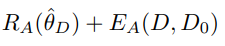 $R_A(\hat{\theta}_D) + E_A(D, D_0)$